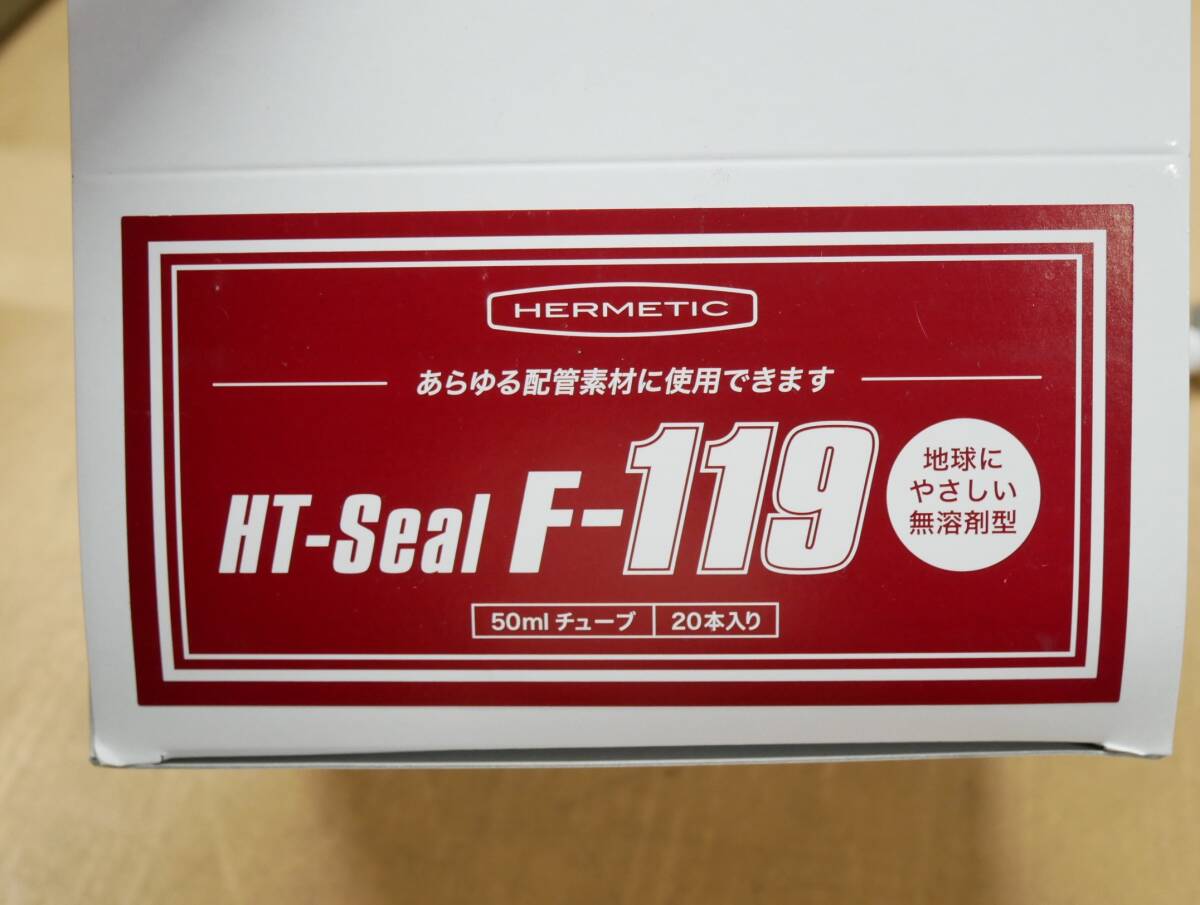 HERMETIC
あらゆる配管素材に使用できます
HT-Seal F-119
地球に
やさしい
無溶剤型
50ml チューブ 20本入り